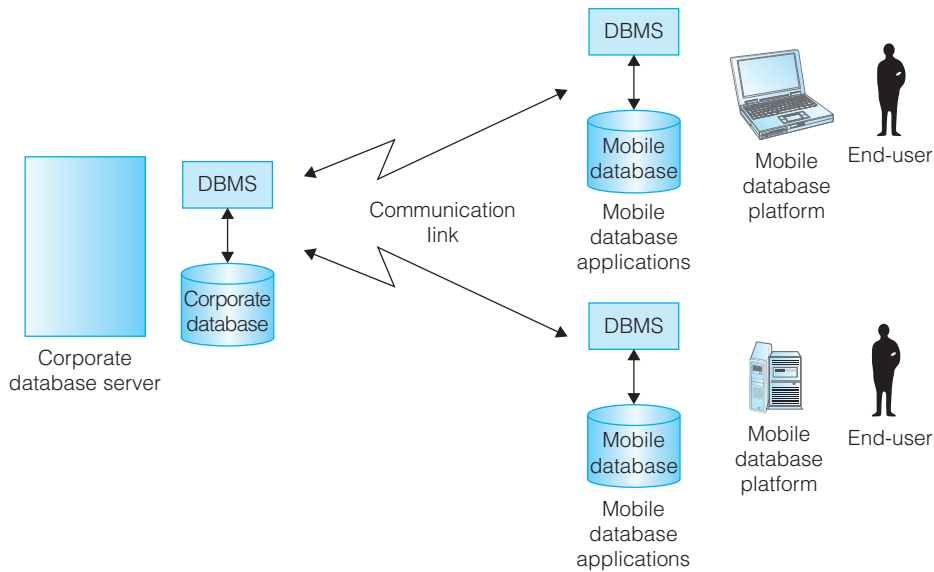 DBMS
Mobile
database
Mobile
database
applications
Mobile
database
platform
End-user
DBMS
Corporate
database
Corporate
database server
Communication
link
DBMS
Mobile
database
Mobile
database
applications
Mobile
database
platform
End-user